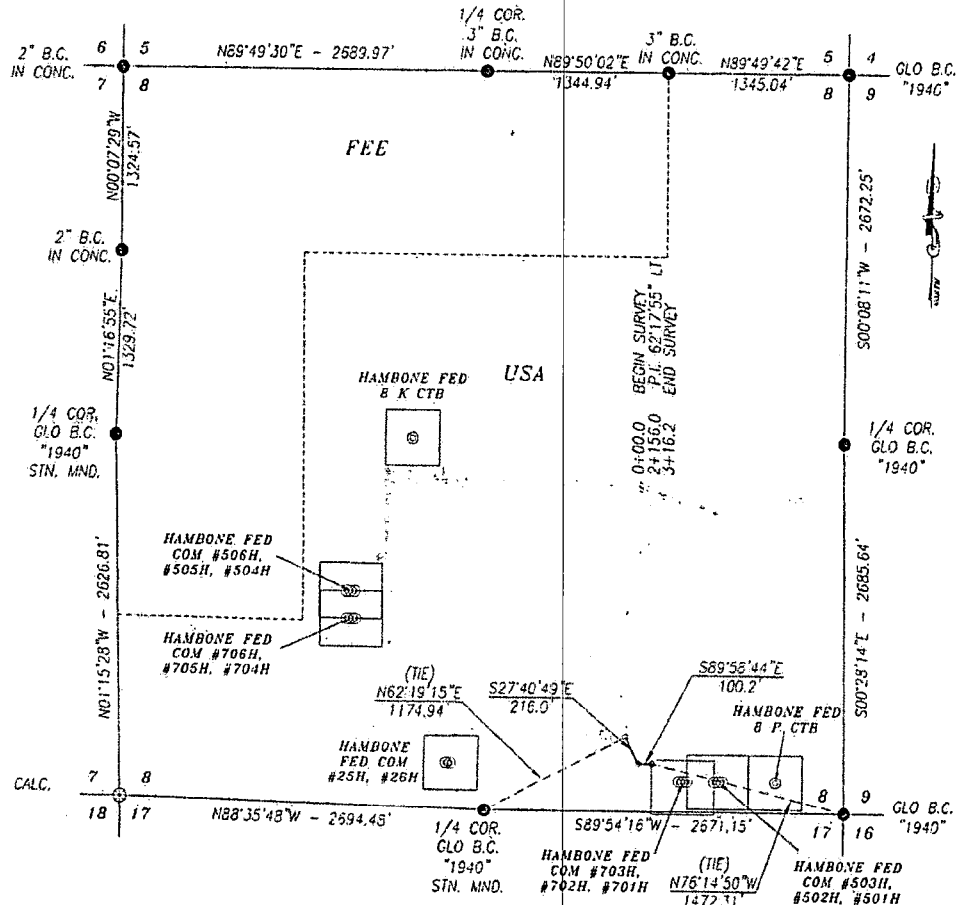 1/4 COR.
3" B.C.
IN CONC.
2" B.C.
IN CONC.
6 5
7 8
N89°49'30"E - 2689.97'
N89°50'02"E
1344.94'
3" B.C.
IN CONC.
N89°49'42"E
1345.04'
5 4
8 9
GLO B.C.
"1940"
N00°07'29"W
1324.57'
FEE
S00°08'11"W - 2672.25'
2" B.C.
IN CONC.
N01°16'55"E
1329.72'
USA
0+00.0 BEGIN SURVEY
2+156.0 P.I. 62°17'55" LT
3+16.2 END SURVEY
HAMBONE FED
8 K CTB
1/4 COR.
GLO B.C.
"1940"
STN. MND.
1/4 COR.
GLO B.C.
"1940"
HAMBONE FED
COM #506H,
#505H, #504H
HAMBONE FED
COM #706H,
#705H, #704H
N01°15'28"W - 2626.81'
S00°28'14"E - 2685.64'
(TIE)
N62°19'15"E
1174.94'
S27°40'49"E
216.0'
S89°58'44"E
100.2'
HAMBONE FED
8 P CTB
HAMBONE
FED COM
#25H, #26H
CALC.
7 8
18 17
N88°35'48"W - 2694.45'
1/4 COR.
GLO B.C.
"1940"
STN. MND.
S89°54'16"W - 2671.15'
8 9
17 16
GLO B.C.
"1940"
HAMBONE FED
COM #703H,
#702H, #701H
(TIE)
N76°14'50"W
1472.31'
HAMBONE FED
COM #503H,
#502H, #501H